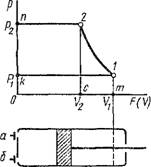 p
p₂ n 2
p₁ k 1
0 c m F(V)
V₂ V₁
а
б